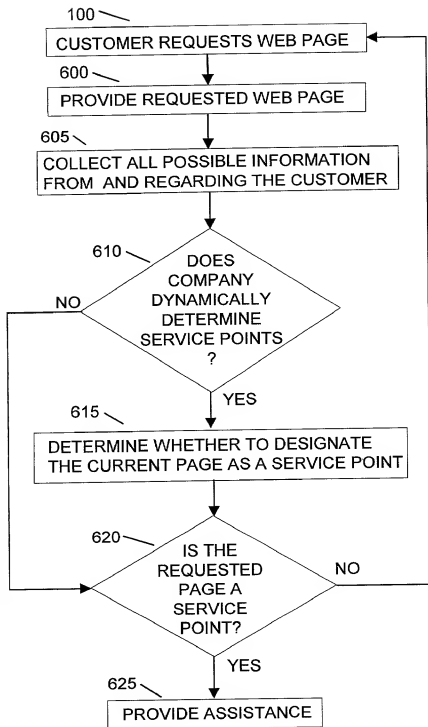 100
CUSTOMER REQUESTS WEB PAGE
600
PROVIDE REQUESTED WEB PAGE
605
COLLECT ALL POSSIBLE INFORMATION
FROM AND REGARDING THE CUSTOMER
610
DOES
COMPANY
DYNAMICALLY
DETERMINE
SERVICE POINTS
?
NO
YES
615
DETERMINE WHETHER TO DESIGNATE
THE CURRENT PAGE AS A SERVICE POINT
620
IS THE
REQUESTED
PAGE A
SERVICE
POINT?
NO
YES
625
PROVIDE ASSISTANCE